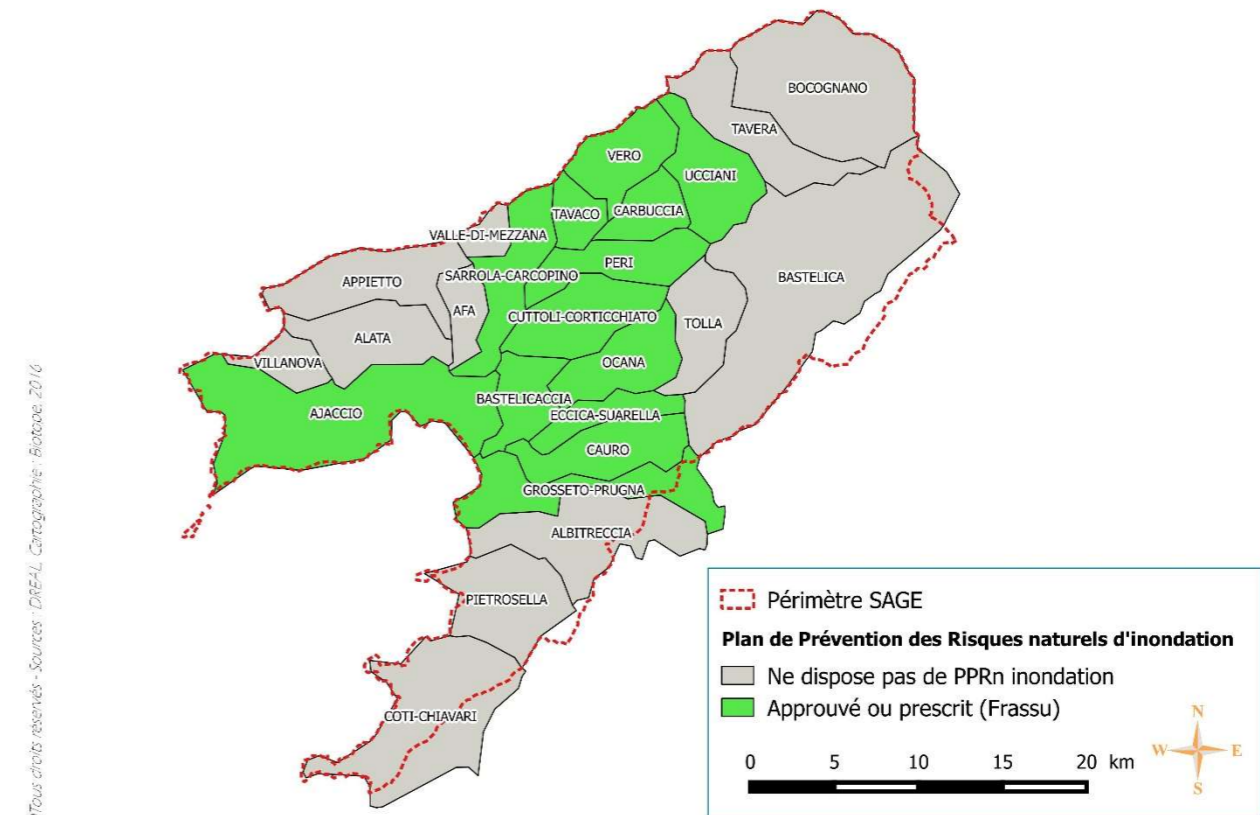 BOCOGNANO
TAVERA
VERO
UCCIANI
TAVACO
CARBUCCIA
VALLE-DI-MEZZANA
PERI
BASTELICA
SARROLA-CARCOPINO
APPIETTO
AFA
CUTTOLI-CORTICCHIATO
TOLLA
ALATA
VILLANOVA
OCANA
BASTELICACCIA
AJACCIO
ECCICA-SUARELLA
CAURO
GROSSETO-PRUGNA
ALBITRECCIA
PIETROSELLA
COTI-CHIAVARI
Périmètre SAGE
Plan de Prévention des Risques naturels d'inondation
Ne dispose pas de PPRn inondation
Approuvé ou prescrit (Frassu)
0 5 10 15 20 km
N
W E
S
Tous droits réservés - Sources : DREAL, Cartographie : Biotope, 2016